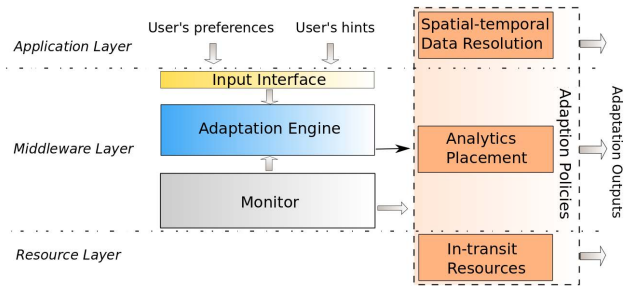 User's preferences
User's hints
Spatial-temporal
Data Resolution
Application Layer
Input Interface
Adaptation Engine
Middleware Layer
Analytics
Placement
Adaption Policies
Adaptation Outputs
Monitor
Resource Layer
In-transit
Resources